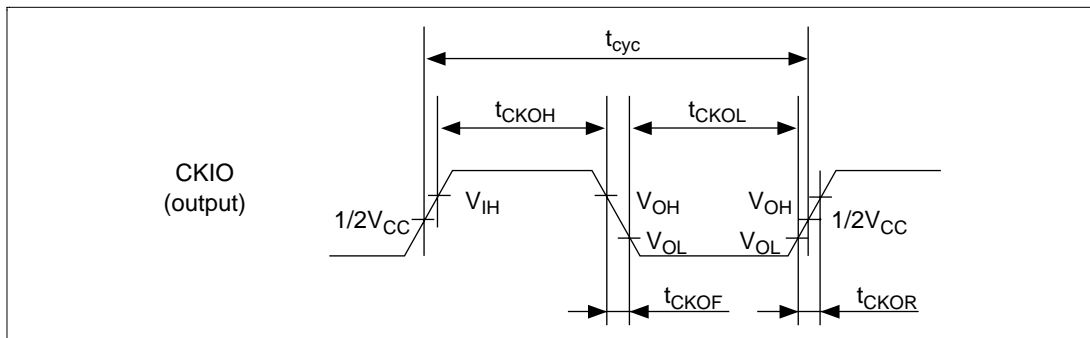 tcyc
tCKOH
tCKOL
CKIO
(output)
VIH
VOH
VOH
1/2VCC
1/2VCC
VOL
VOL
tCKOF
tCKOR